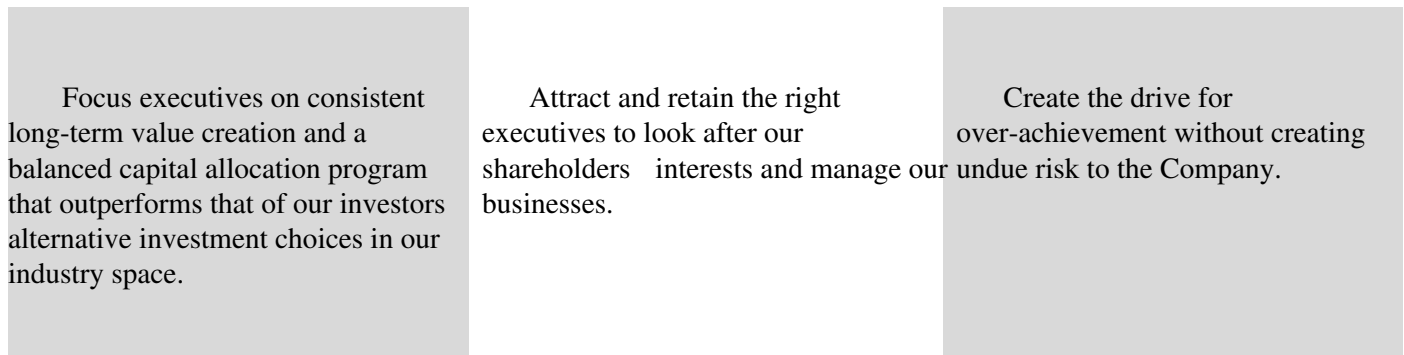 Focus executives on consistent
long-term value creation and a
balanced capital allocation program
that outperforms that of our investors
alternative investment choices in our
industry space.
Attract and retain the right
executives to look after our
shareholders interests and manage our
businesses.
Create the drive for
over-achievement without creating
undue risk to the Company.